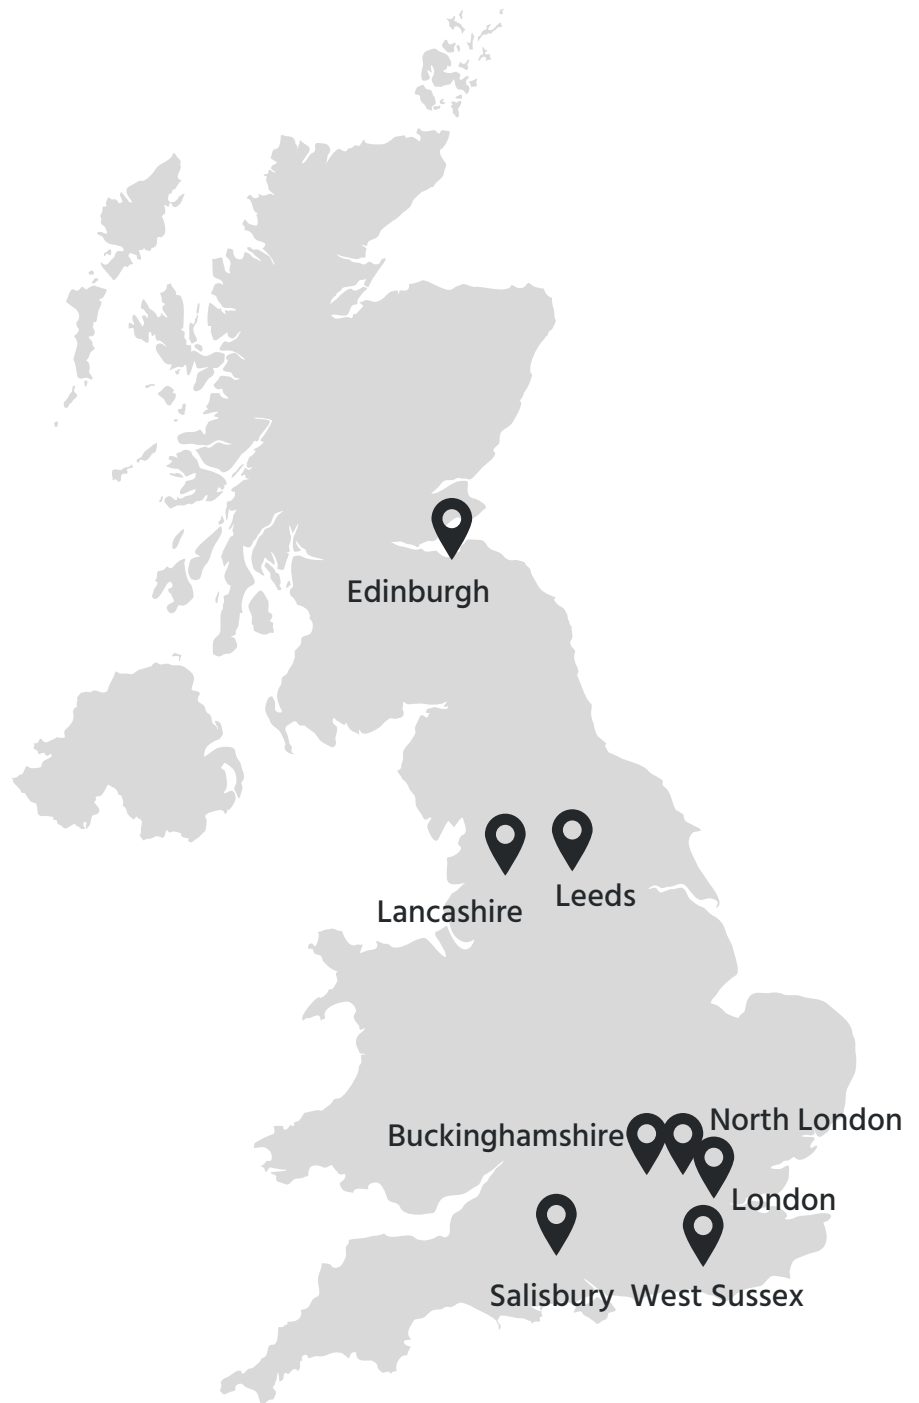 Edinburgh
Leeds
Lancashire
North London
Buckinghamshire
London
Salisbury
West Sussex